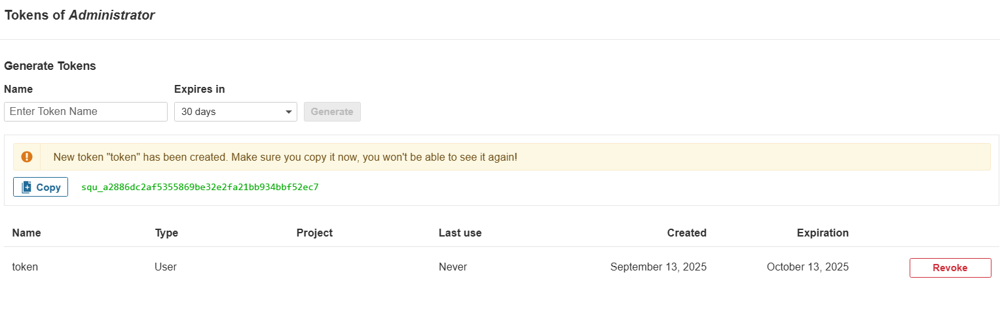 Tokens of Administrator
Generate Tokens
Name Expires in
Enter Token Name 30 days Generate
New token "token" has been created. Make sure you copy it now, you won't be able to see it again!
Copy squ_a2886dc2af5355869be32e2fa21bb934bbf52ec7
Name Type Project Last use Created Expiration
token User Never September 13, 2025 October 13, 2025 Revoke